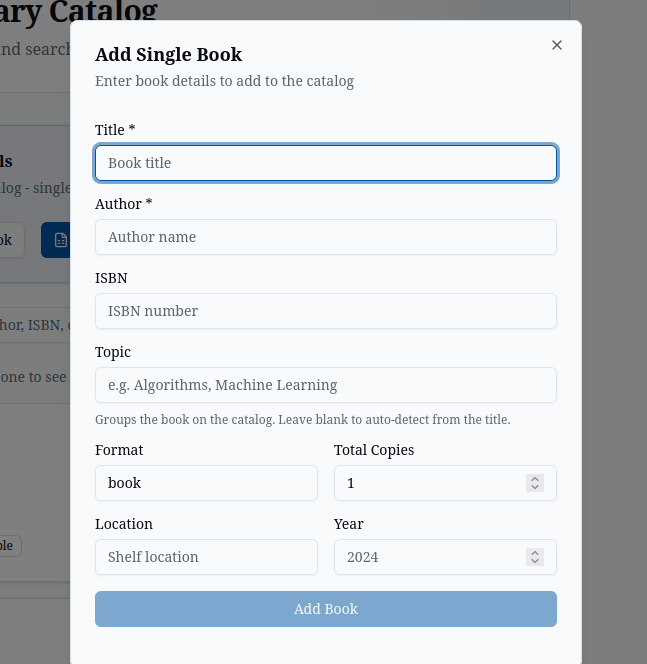 ary Catalog
nd search
Add Single Book
Enter book details to add to the catalog
Title *
Book title
Author *
Author name
ISBN
ISBN number
Topic
e.g. Algorithms, Machine Learning
Groups the book on the catalog. Leave blank to auto-detect from the title.
Format
Total Copies
book
1
Location
Year
Shelf location
2024
Add Book
ls
log - single
ok
hor, ISBN,
one to see
ble